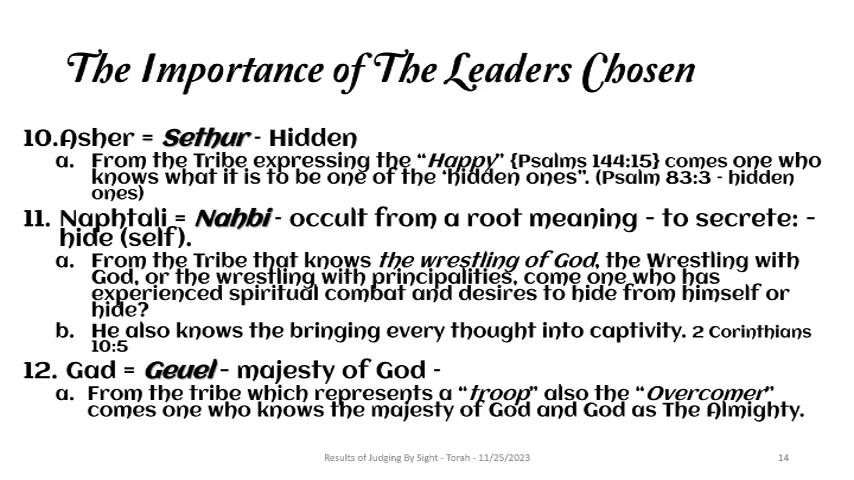 The Importance of The Leaders Chosen
10.Asher = Sethur - Hidden
a. From the Tribe expressing the “Happy” {Psalms 144:15} comes one who
knows what it is to be one of the ‘hidden ones”. (Psalm 83:3 - hidden
ones)
11. Naphtali = Nahbi - occult from a root meaning - to secrete: -
hide (self).
a. From the Tribe that knows the wrestling of God, the Wrestling with
God, or the wrestling with principalities, come one who has
experienced spiritual combat and desires to hide from himself or
hide?
b. He also knows the bringing every thought into captivity. 2 Corinthians
10:5
12. Gad = Geuel - majesty of God -
a. From the tribe which represents a “troop” also the “Overcomer”
comes one who knows the majesty of God and God as The Almighty.
Results of Judging By Sight - Torah - 11/25/2023
14